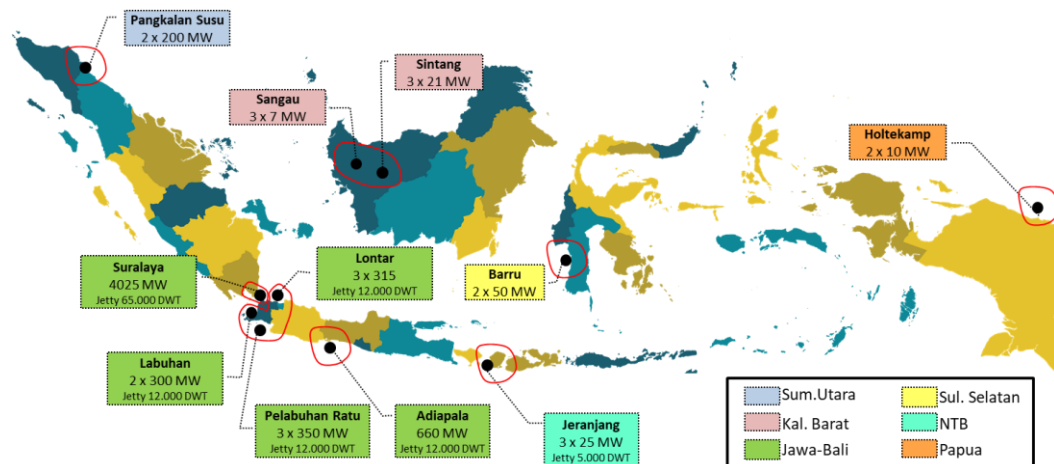 Pangkalan Susu
2 x 200 MW
Sintang
3 x 21 MW
Sangau
3 x 7 MW
Holtekamp
2 x 10 MW
Suralaya
4025 MW
Jetty 65.000 DWT
Lontar
3 x 315
Jetty 12.000 DWT
Barru
2 x 50 MW
Labuhan
2 x 300 MW
Jetty 12.000 DWT
Pelabuhan Ratu
3 x 350 MW
Jetty 12.000 DWT
Adiapala
660 MW
Jetty 12.000 DWT
Jeranjang
3 x 25 MW
Jetty 5.000 DWT
Sum.Utara
Kal. Barat
Jawa-Bali
Sul. Selatan
NTB
Papua